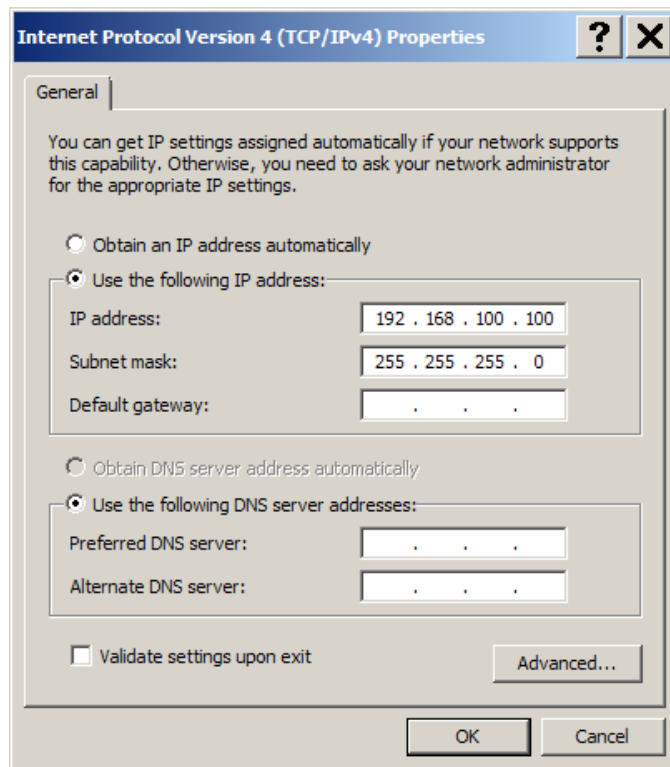 Internet Protocol Version 4 (TCP/IPv4) Properties
General
You can get IP settings assigned automatically if your network supports
this capability. Otherwise, you need to ask your network administrator
for the appropriate IP settings.
Obtain an IP address automatically
Use the following IP address:
IP address: 192 . 168 . 100 . 100
Subnet mask: 255 . 255 . 255 . 0
Default gateway: . . .
Obtain DNS server address automatically
Use the following DNS server addresses:
Preferred DNS server: . . .
Alternate DNS server: . . .
Validate settings upon exit
Advanced...
OK Cancel